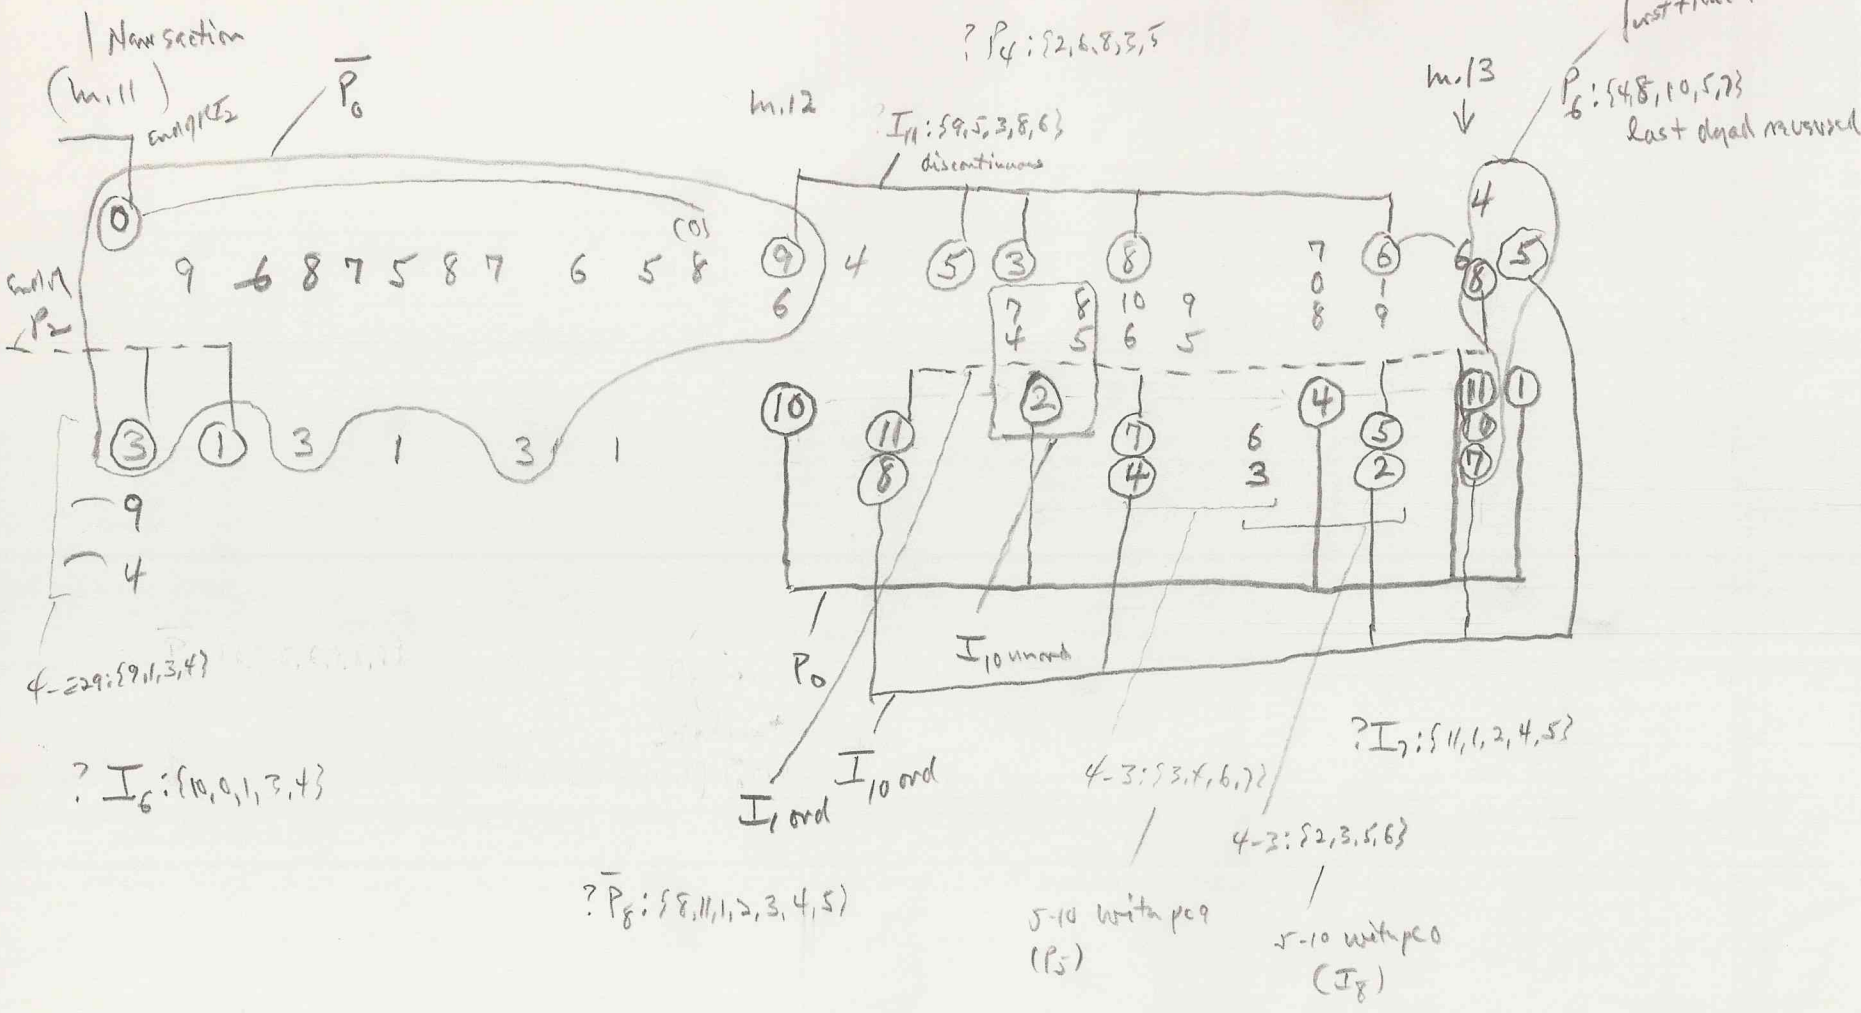 New section
(m.11)
P̅₀
? P₄:{2,6,8,3,5
m.12
I₁₁:{9,5,3,8,6}
discontinuous
m.13
P₆:{4,8,10,5,7}
last dyad reversed
4
0
(0)
9 6 8 7 5 8 7 6 5 8 9 4 5 3 8 7 6 6 8 5
6 7 8 10 9 0 1
4 5 6 5 8 9
P₂
10 2 4 11 1
3 1 3 1 3 1 11 7 6 5 10
8 4 3 2 7
9
4
P₀
I₁₀ unord
4-Z29:{9,1,3,4}
? I₆:{10,0,1,3,4}
I₁ ord
I₁₀ ord
4-3:{3,4,6,7}
? I₇:{11,1,2,4,5}
4-3:{2,3,5,6}
? P̅₈:{8,11,1,2,3,4,5}
5-10 with pc9
(P₅)
5-10 with pc0
(I₈)